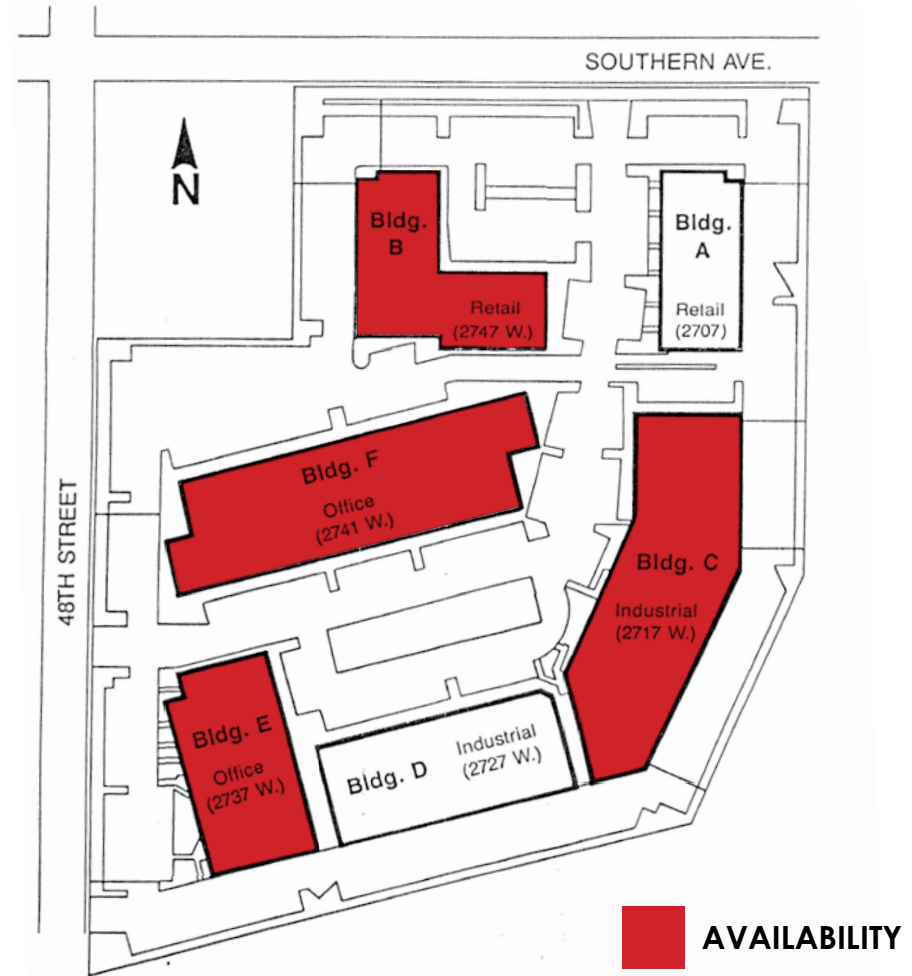 SOUTHERN AVE.
N
Bldg.
B
Retail
(2747 W.)
Bldg.
A
Retail
(2707)
Bldg. F
Office
(2741 W.)
48TH STREET
Bldg. C
Industrial
(2717 W.)
Bldg. E
Office
(2737 W.)
Bldg. D
Industrial
(2727 W.)
AVAILABILITY